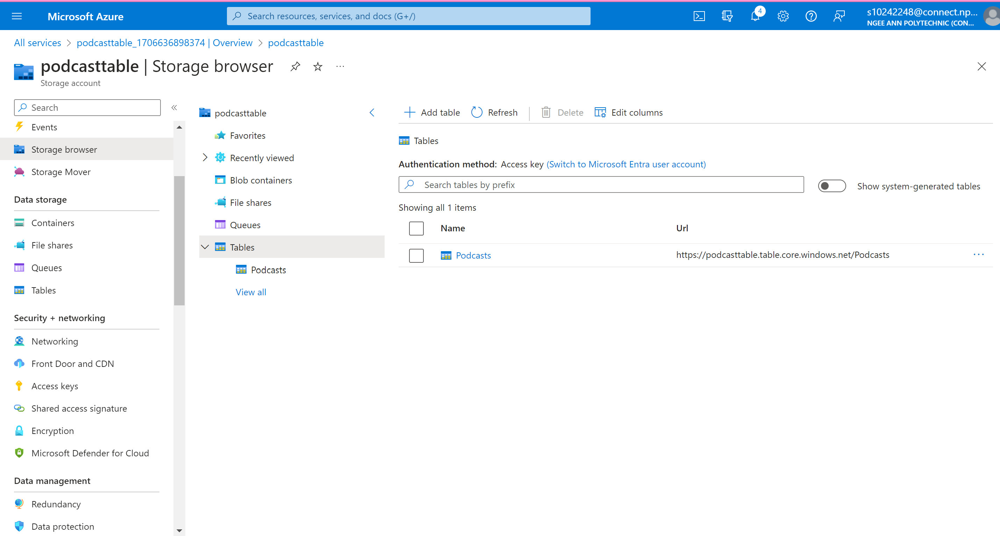 Microsoft Azure
Search resources, services, and docs (G+/)
4
s10242248@connect.np...
NGEE ANN POLYTECHNIC (CON...
All services > podcasttable_1706636898374 | Overview > podcasttable
podcasttable | Storage browser
Storage account
Search
Events
Storage browser
Storage Mover
Data storage
Containers
File shares
Queues
Tables
Security + networking
Networking
Front Door and CDN
Access keys
Shared access signature
Encryption
Microsoft Defender for Cloud
Data management
Redundancy
Data protection
podcasttable
Favorites
Recently viewed
Blob containers
File shares
Queues
Tables
Podcasts
View all
Add table Refresh Delete Edit columns
Tables
Authentication method: Access key (Switch to Microsoft Entra user account)
Search tables by prefix
Show system-generated tables
Showing all 1 items
Name Url
Podcasts https://podcasttable.table.core.windows.net/Podcasts